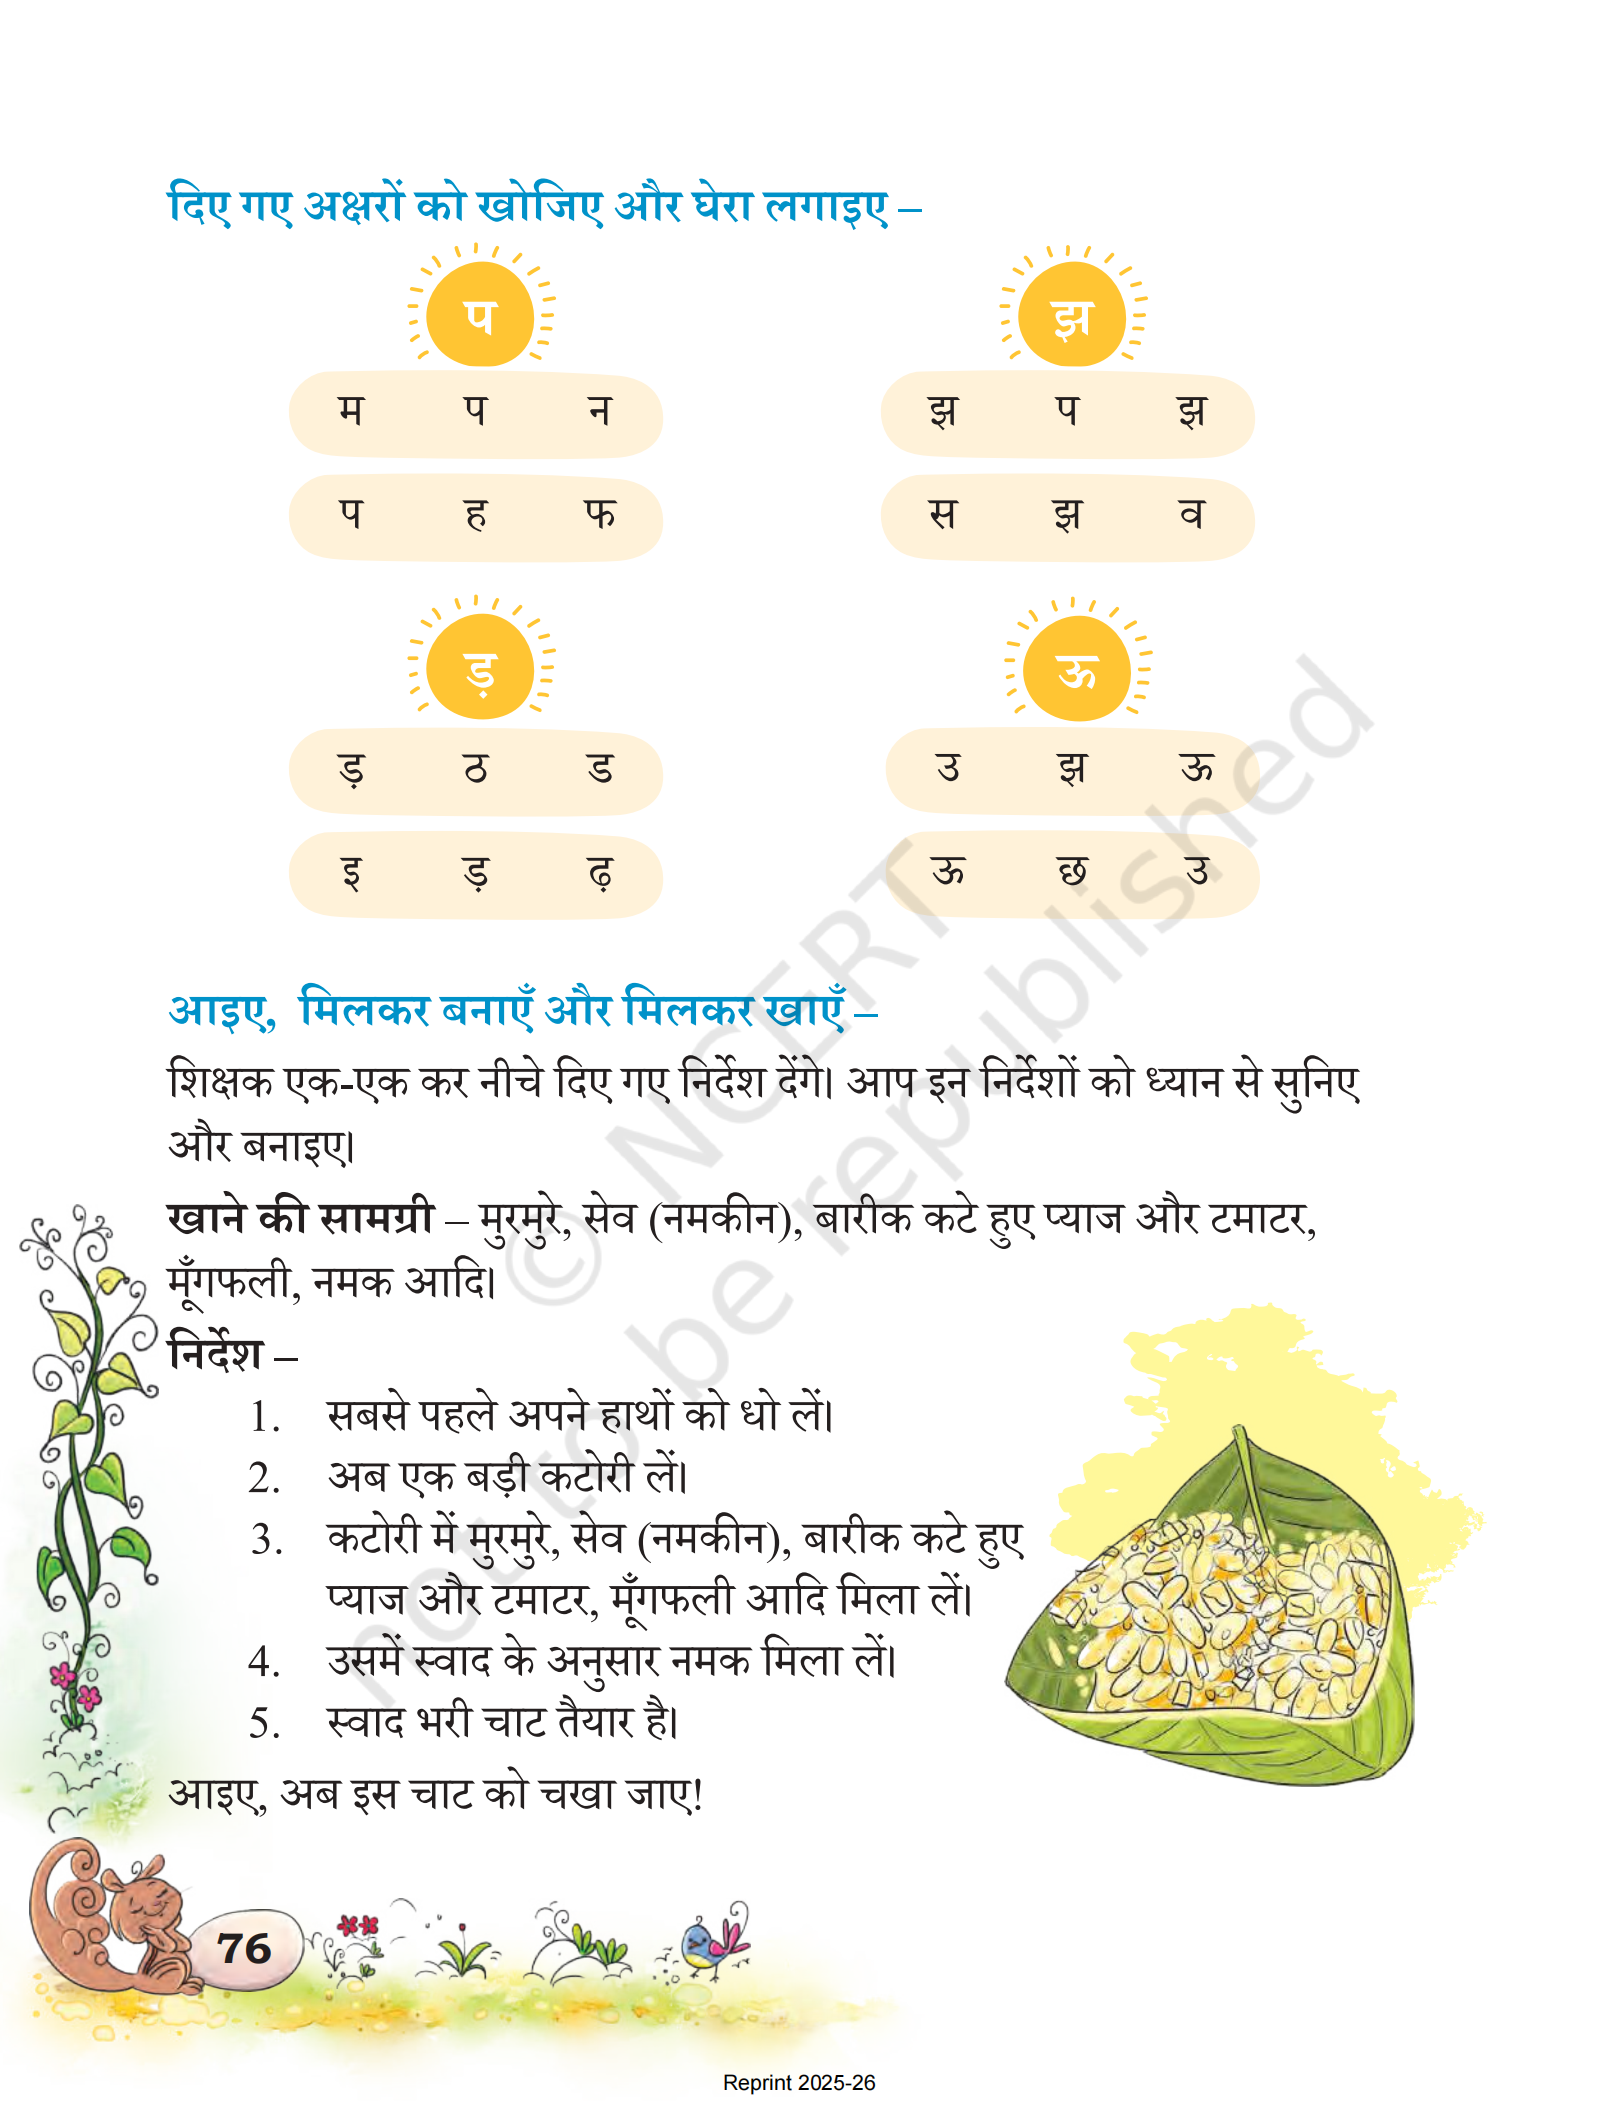 दिए गए अक्षरों को खोजिए और घेरा लगाइए –
प झ
म प न झ प झ
प ह फ स झ व
ड़ ऊ
ड़ ठ ड उ झ ऊ
इ ड़ ढ़ ऊ छ उ
आइए, मिलकर बनाएँ और मिलकर खाएँ –
शिक्षक एक-एक कर नीचे दिए गए निर्देश देंगे। आप इन निर्देशों को ध्यान से सुनिए
और बनाइए।
खाने की सामग्री – मुरमुरे, सेव (नमकीन), बारीक कटे हुए प्याज और टमाटर,
मूँगफली, नमक आदि।
निर्देश –
1. सबसे पहले अपने हाथों को धो लें।
2. अब एक बड़ी कटोरी लें।
3. कटोरी में मुरमुरे, सेव (नमकीन), बारीक कटे हुए
प्याज और टमाटर, मूँगफली आदि मिला लें।
4. उसमें स्वाद के अनुसार नमक मिला लें।
5. स्वाद भरी चाट तैयार है।
आइए, अब इस चाट को चखा जाए!
76
Reprint 2025-26
© NCERT
not to be republished